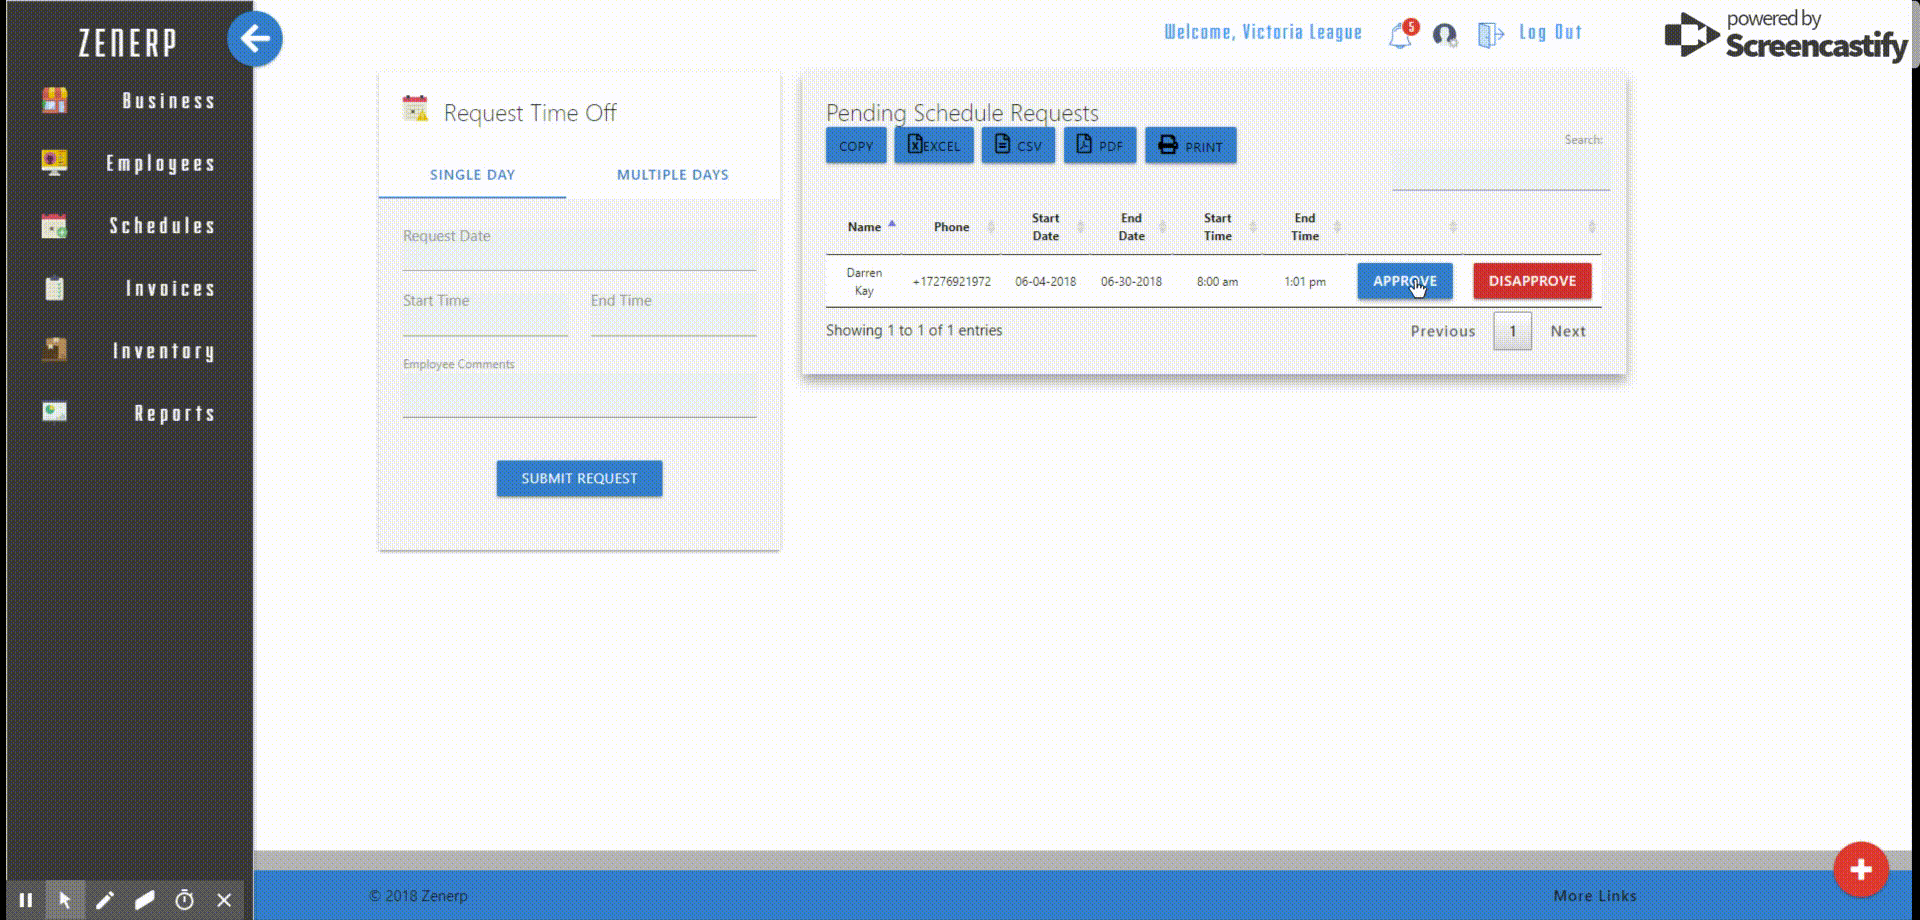 ZENERP
Business
Employees
Schedules
Invoices
Inventory
Reports
Welcome, Victoria League
5
Log Out
powered by
Screencastify
Request Time Off
SINGLE DAY
MULTIPLE DAYS
Request Date
Start Time
End Time
Employee Comments
SUBMIT REQUEST
Pending Schedule Requests
COPY
EXCEL
CSV
PDF
PRINT
Search:
Name
Phone
Start
Date
End
Date
Start
Time
End
Time
Darren
Kay
+17276921972
06-04-2018
06-30-2018
8:00 am
1:01 pm
APPROVE
DISAPPROVE
Showing 1 to 1 of 1 entries
Previous
1
Next
© 2018 Zenerp
More Links